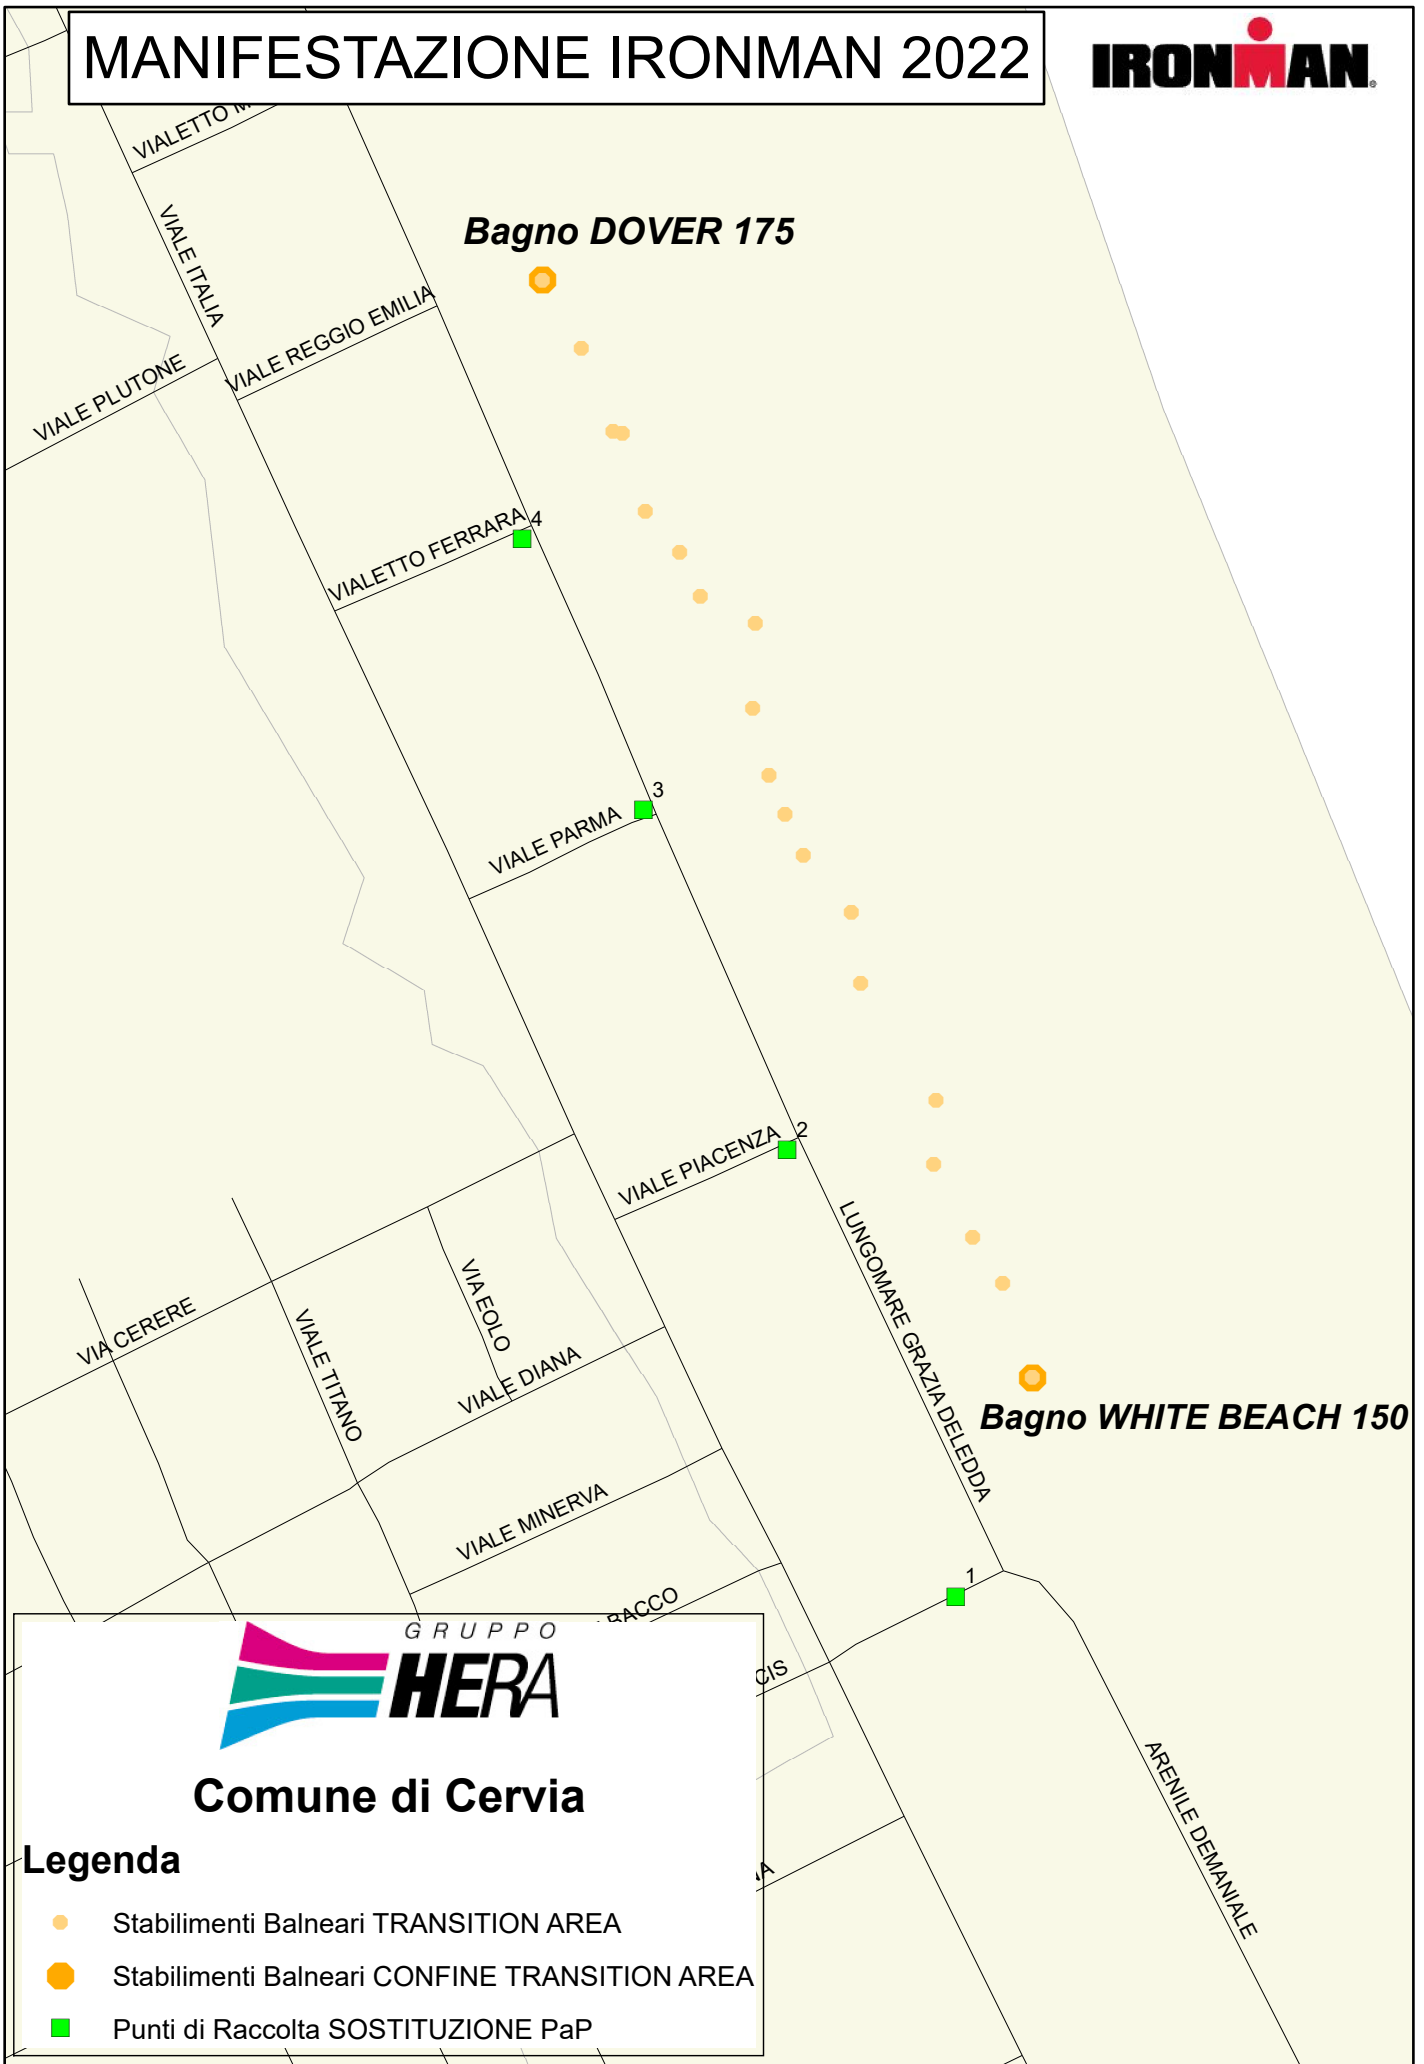 MANIFESTAZIONE IRONMAN 2022
IRONMAN
VIALETTO M
VIALE ITALIA
Bagno DOVER 175
VIALE REGGIO EMILIA
VIALE PLUTONE
VIALETTO FERRARA
4
3
VIALE PARMA
2
VIALE PIACENZA
LUNGOMARE GRAZIA DELEDDA
VIA EOLO
VIA CERERE
VIALE TITANO
VIALE DIANA
Bagno WHITE BEACH 150
VIALE MINERVA
1
BACCO
CIS
ARENILE DEMANIALE
GRUPPO
HERA
Comune di Cervia
Legenda
Stabilimenti Balneari TRANSITION AREA
Stabilimenti Balneari CONFINE TRANSITION AREA
Punti di Raccolta SOSTITUZIONE PaP